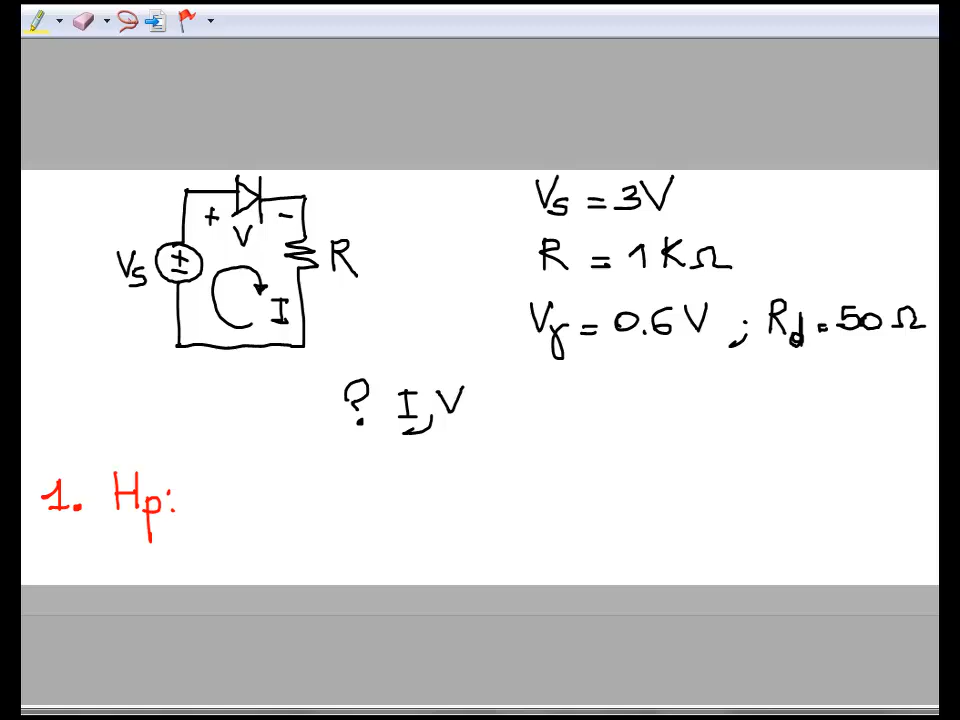 Vs = 3V
+ V -
R = 1 KΩ
Vs + - R
I
Vγ = 0.6 V ; Rd = 50 Ω
? I, V
1. Hp: